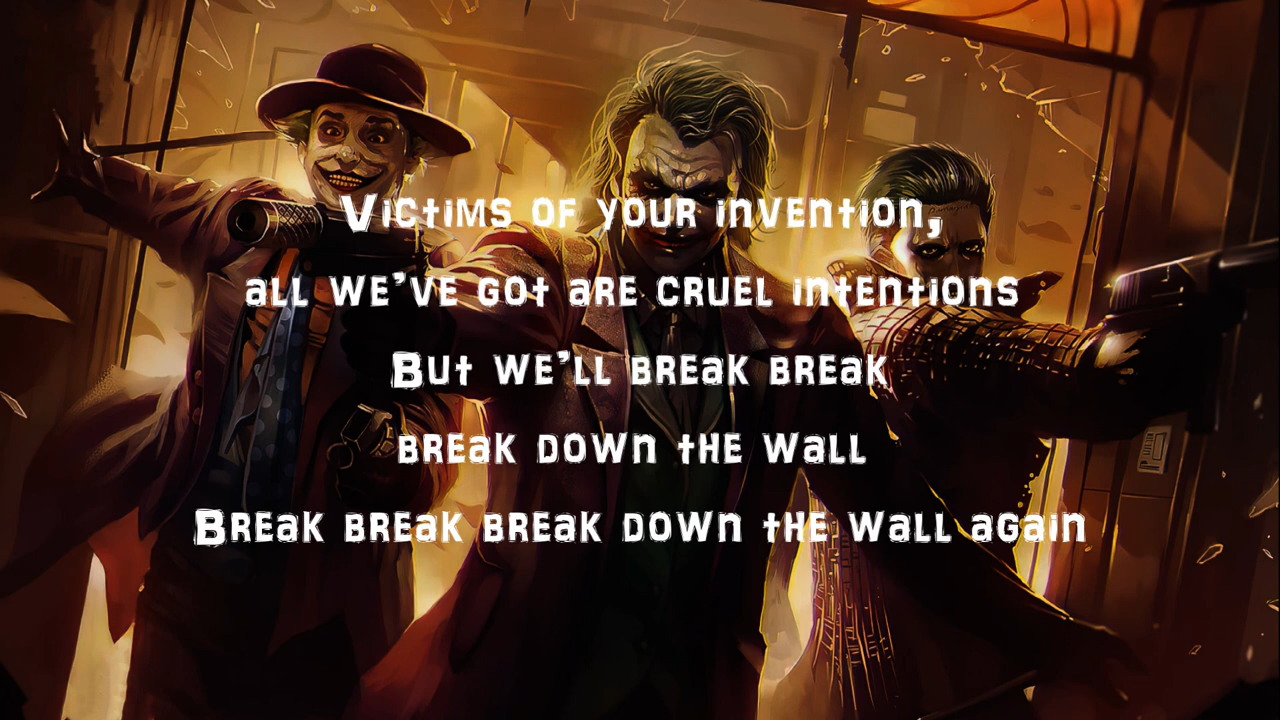 Victims of your invention,
all we've got are cruel intentions
But we'll break break
break down the wall
Break break break down the wall again